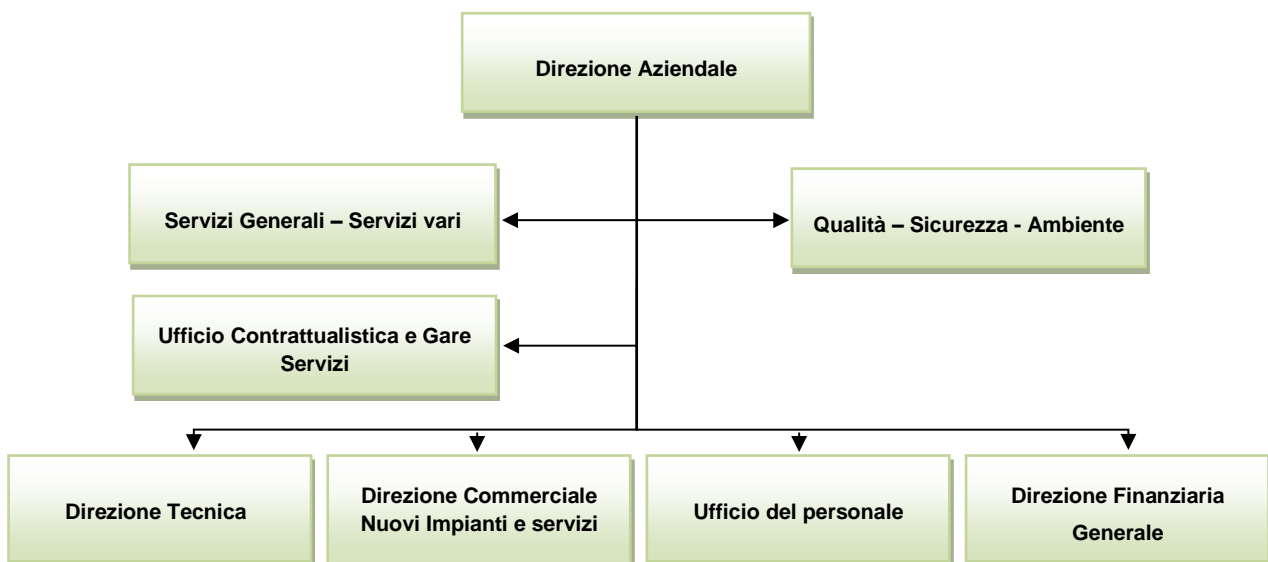 Direzione Aziendale
Servizi Generali – Servizi vari
Qualità – Sicurezza - Ambiente
Ufficio Contrattualistica e Gare
Servizi
Direzione Tecnica
Direzione Commerciale
Nuovi Impianti e servizi
Ufficio del personale
Direzione Finanziaria
Generale